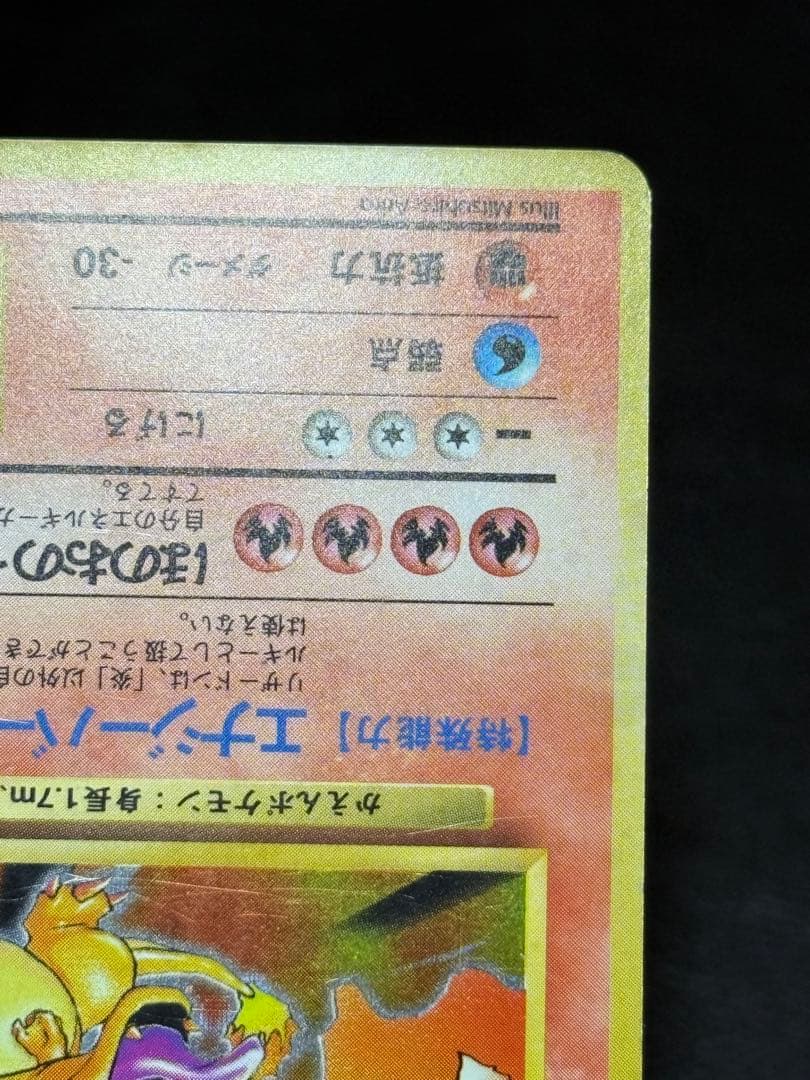 かえんポケモン：身長1.7m、
【特殊能力】 エナジーバー
リザードンは、「炎」以外の
ルギーとして扱うことができ
は使えない。
ほのおの
自分のエネルギーカ
てすてる。
にげる
弱点
抵抗力 ダメージ -30
Illus Mitsuhiro Arita